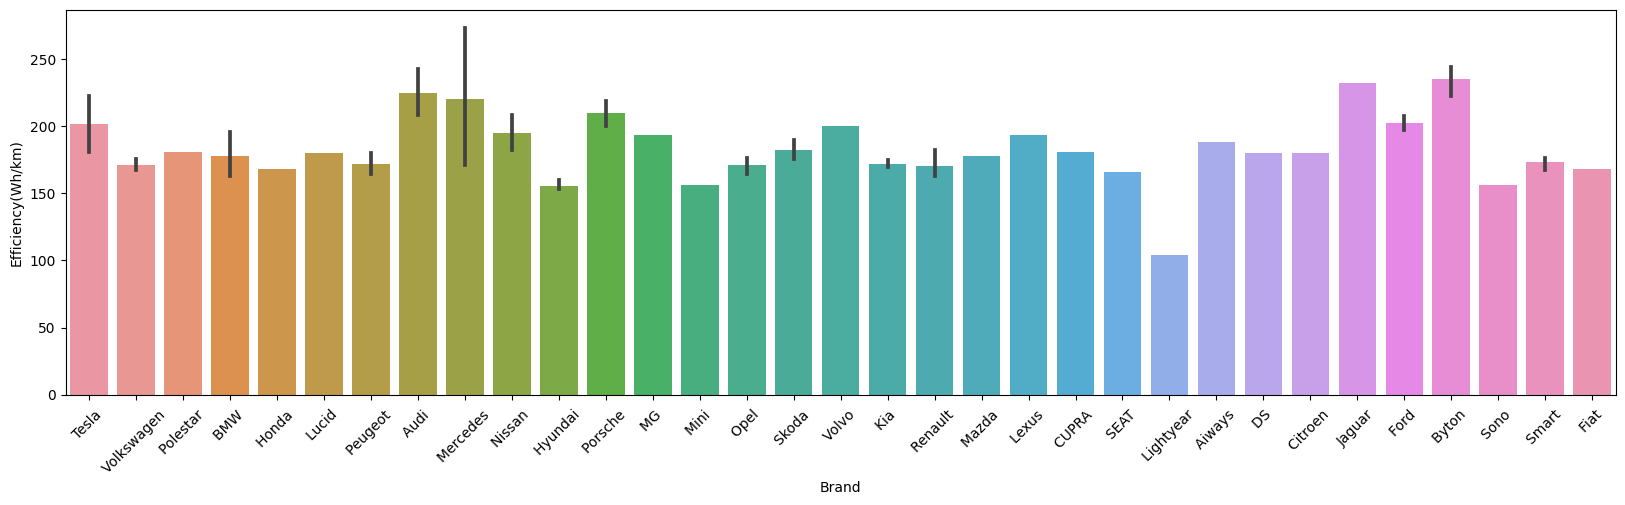 Efficiency(Wh/km)
250
200
150
100
50
0
Tesla
Volkswagen
Polestar
BMW
Honda
Lucid
Peugeot
Audi
Mercedes
Nissan
Hyundai
Porsche
MG
Mini
Opel
Skoda
Volvo
Kia
Renault
Mazda
Lexus
CUPRA
SEAT
Lightyear
Aiways
DS
Citroen
Jaguar
Ford
Byton
Sono
Smart
Fiat
Brand